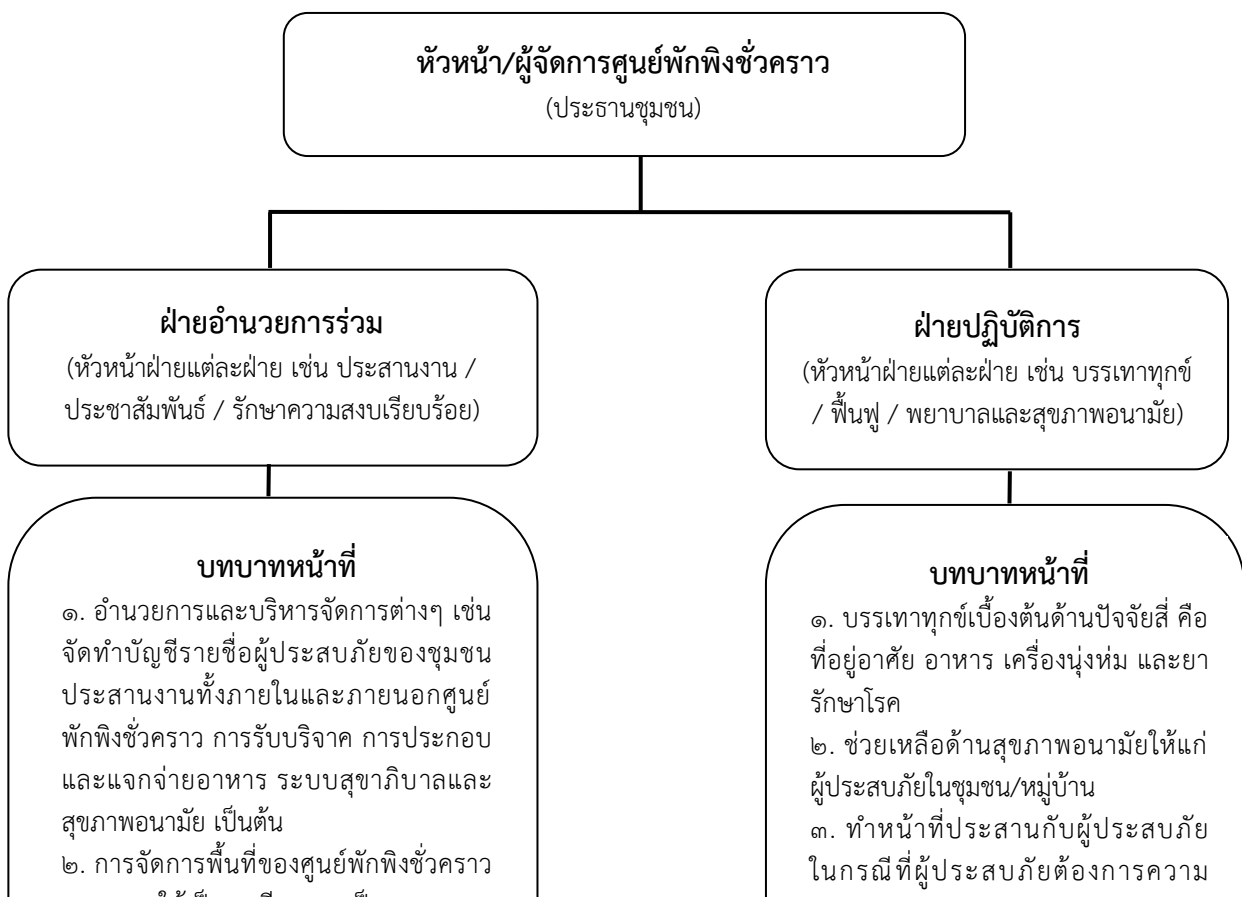 หัวหน้า/ผู้จัดการศูนย์พักพิงชั่วคราว
(ประธานชุมชน)
ฝ่ายอำนวยการร่วม
(หัวหน้าฝ่ายแต่ละฝ่าย เช่น ประสานงาน /
ประชาสัมพันธ์ / รักษาความสงบเรียบร้อย)
บทบาทหน้าที่
๑. อำนวยการและบริหารจัดการต่างๆ เช่น
จัดทำบัญชีรายชื่อผู้ประสบภัยของชุมชน
ประสานงานทั้งภายในและภายนอกศูนย์
พักพิงชั่วคราว การรับบริจาค การประกอบ
และแจกจ่ายอาหาร ระบบสุขาภิบาลและ
สุขภาพอนามัย เป็นต้น
๒. การจัดการพื้นที่ของศูนย์พักพิงชั่วคราว
ฝ่ายปฏิบัติการ
(หัวหน้าฝ่ายแต่ละฝ่าย เช่น บรรเทาทุกข์
/ ฟื้นฟู / พยาบาลและสุขภาพอนามัย)
บทบาทหน้าที่
๑. บรรเทาทุกข์เบื้องต้นด้านปัจจัยสี่ คือ
ที่อยู่อาศัย อาหาร เครื่องนุ่งห่ม และยา
รักษาโรค
๒. ช่วยเหลือด้านสุขภาพอนามัยให้แก่
ผู้ประสบภัยในชุมชน/หมู่บ้าน
๓. ทำหน้าที่ประสานกับผู้ประสบภัย
ในกรณีที่ผู้ประสบภัยต้องการความ